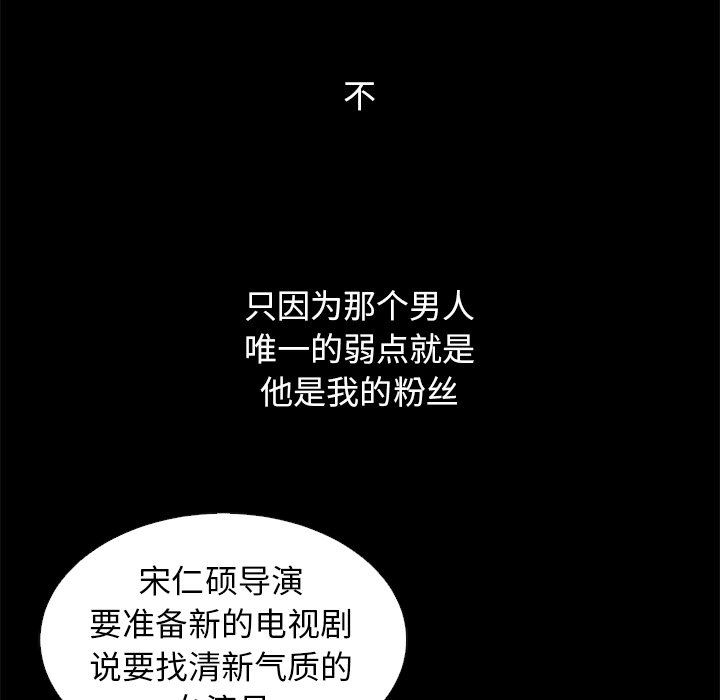 不
只因为那个男人
唯一的弱点就是
他是我的粉丝
宋仁硕导演
要准备新的电视剧
说要找清新气质的